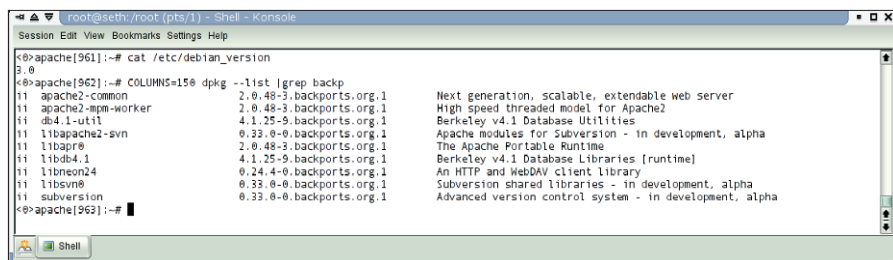 root@seth:/root (pts/1) - Shell - Konsole
Session Edit View Bookmarks Settings Help
<0>apache[961]:~# cat /etc/debian_version
3.0
<0>apache[962]:~# COLUMNS=150 dpkg --list |grep backp
ii apache2-common 2.0.48-3.backports.org.1 Next generation, scalable, extendable web server
ii apache2-mpm-worker 2.0.48-3.backports.org.1 High speed threaded model for Apache2
ii db4.1-util 4.1.25-9.backports.org.1 Berkeley v4.1 Database Utilities
ii libapache2-svn 0.33.0-0.backports.org.1 Apache modules for Subversion - in development, alpha
ii libapr0 2.0.48-3.backports.org.1 The Apache Portable Runtime
ii libdb4.1 4.1.25-9.backports.org.1 Berkeley v4.1 Database Libraries [runtime]
ii libneon24 0.24.4-0.backports.org.1 An HTTP and WebDAV client library
ii libsvn0 0.33.0-0.backports.org.1 Subversion shared libraries - in development, alpha
ii subversion 0.33.0-0.backports.org.1 Advanced version control system - in development, alpha
<0>apache[963]:~#
Shell